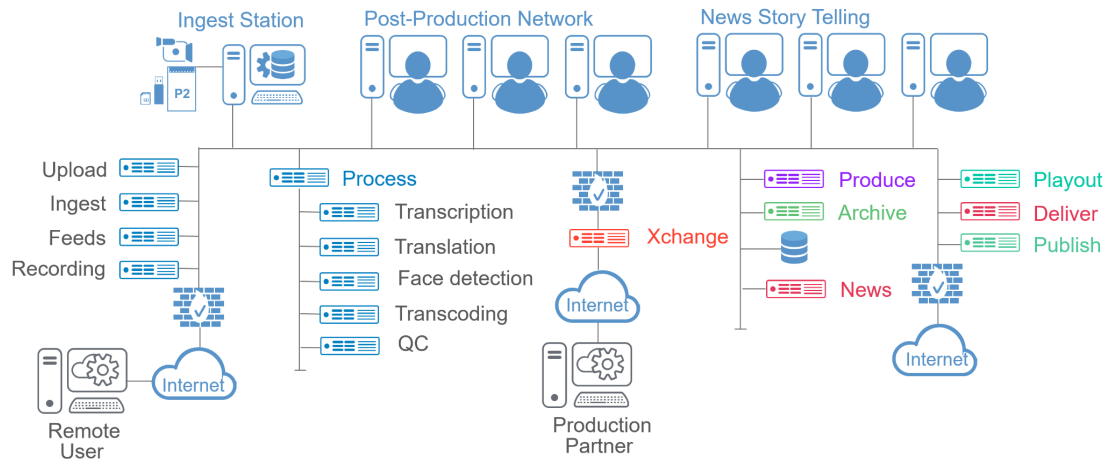 Ingest Station
Post-Production Network
News Story Telling
P2
Upload
Ingest
Feeds
Recording
Process
Transcription
Translation
Face detection
Transcoding
QC
Xchange
Internet
Production
Partner
Produce
Archive
News
Playout
Deliver
Publish
Internet
Internet
Remote
User